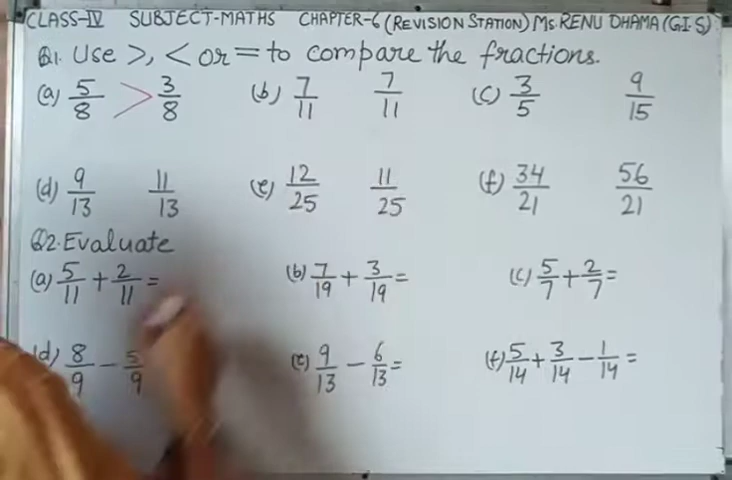 CLASS-IV SUBJECT-MATHS CHAPTER-6 (REVISION STATION) MS. RENU DHAMA (G.I.S)
Q1. Use >, < or = to compare the fractions.
(a) 5/8 > 3/8 (b) 7/11 7/11 (c) 3/5 9/15
(d) 9/13 11/13 (e) 12/25 11/25 (f) 34/21 56/21
Q2. Evaluate
(a) 5/11 + 2/11 = (b) 7/19 + 3/19 = (c) 5/7 + 2/7 =
(d) 8/9 - 5/9 (e) 9/13 - 6/13 = (f) 5/14 + 3/14 - 1/14 =